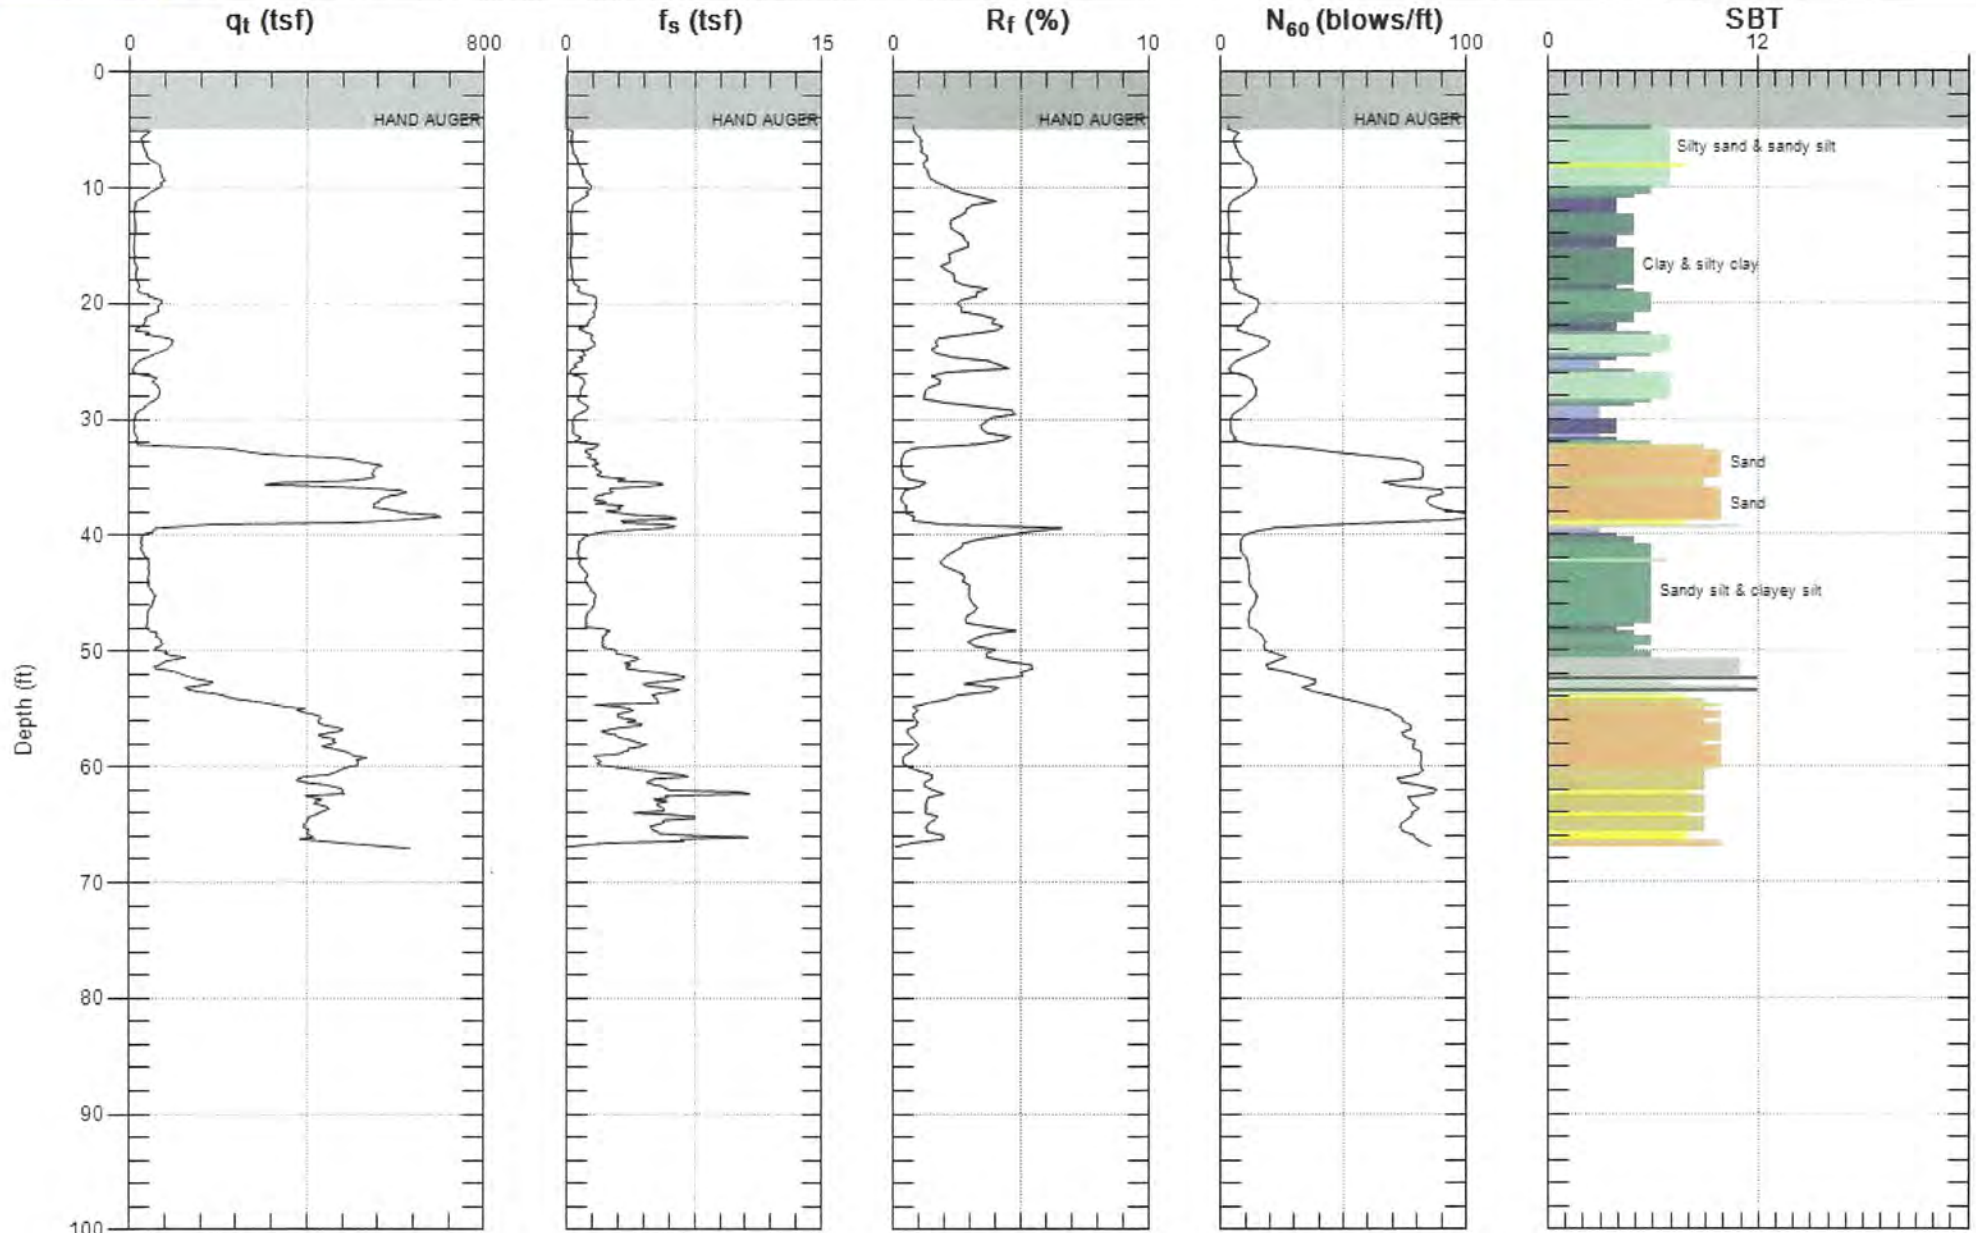 qt (tsf)
fs (tsf)
Rf (%)
N60 (blows/ft)
SBT
0 800
0 15
0 10
0 100
0 12
0
HAND AUGER
HAND AUGER
HAND AUGER
HAND AUGER
Silty sand & sandy silt
10
Clay & silty clay
20
30
Sand
Sand
40
Sandy silt & clayey silt
50
Depth (ft)
60
70
80
90
100